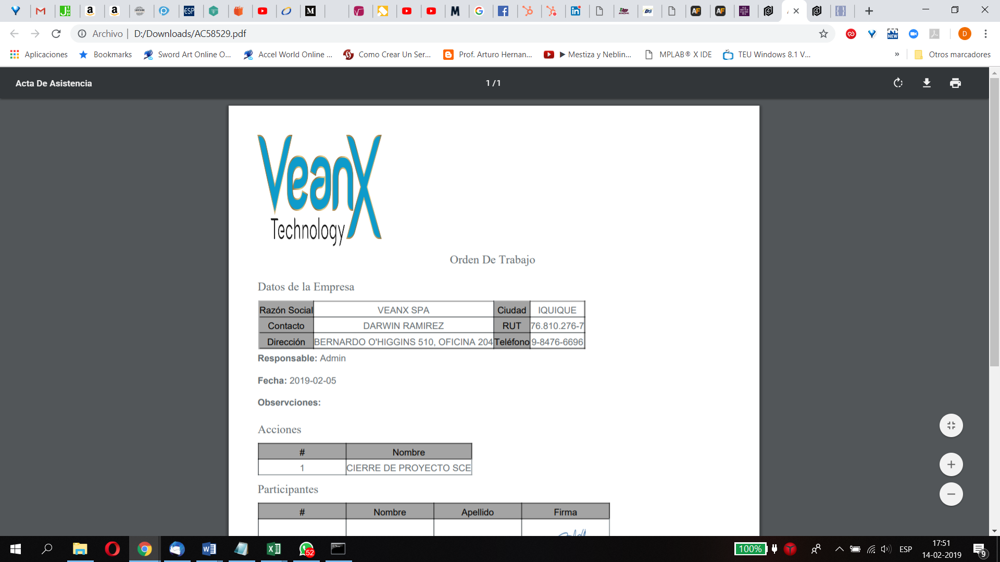 Archivo | D:/Downloads/AC58529.pdf
Aplicaciones Bookmarks Sword Art Online O... Accel World Online ... Como Crear Un Ser... Prof. Arturo Hernan... ▶ Mestiza y Neblin... MPLAB® X IDE TEU Windows 8.1 V... » Otros marcadores
Acta De Asistencia 1 / 1
VeanX
Technology
Orden De Trabajo
Datos de la Empresa
Razón Social VEANX SPA Ciudad IQUIQUE
Contacto DARWIN RAMIREZ RUT 76.810.276-7
Dirección BERNARDO O'HIGGINS 510, OFICINA 204 Teléfono 9-8476-6696
Responsable: Admin
Fecha: 2019-02-05
Observciones:
Acciones
# Nombre
1 CIERRE DE PROYECTO SCE
Participantes
# Nombre Apellido Firma
52 100% ESP 17:51
14-02-2019 9